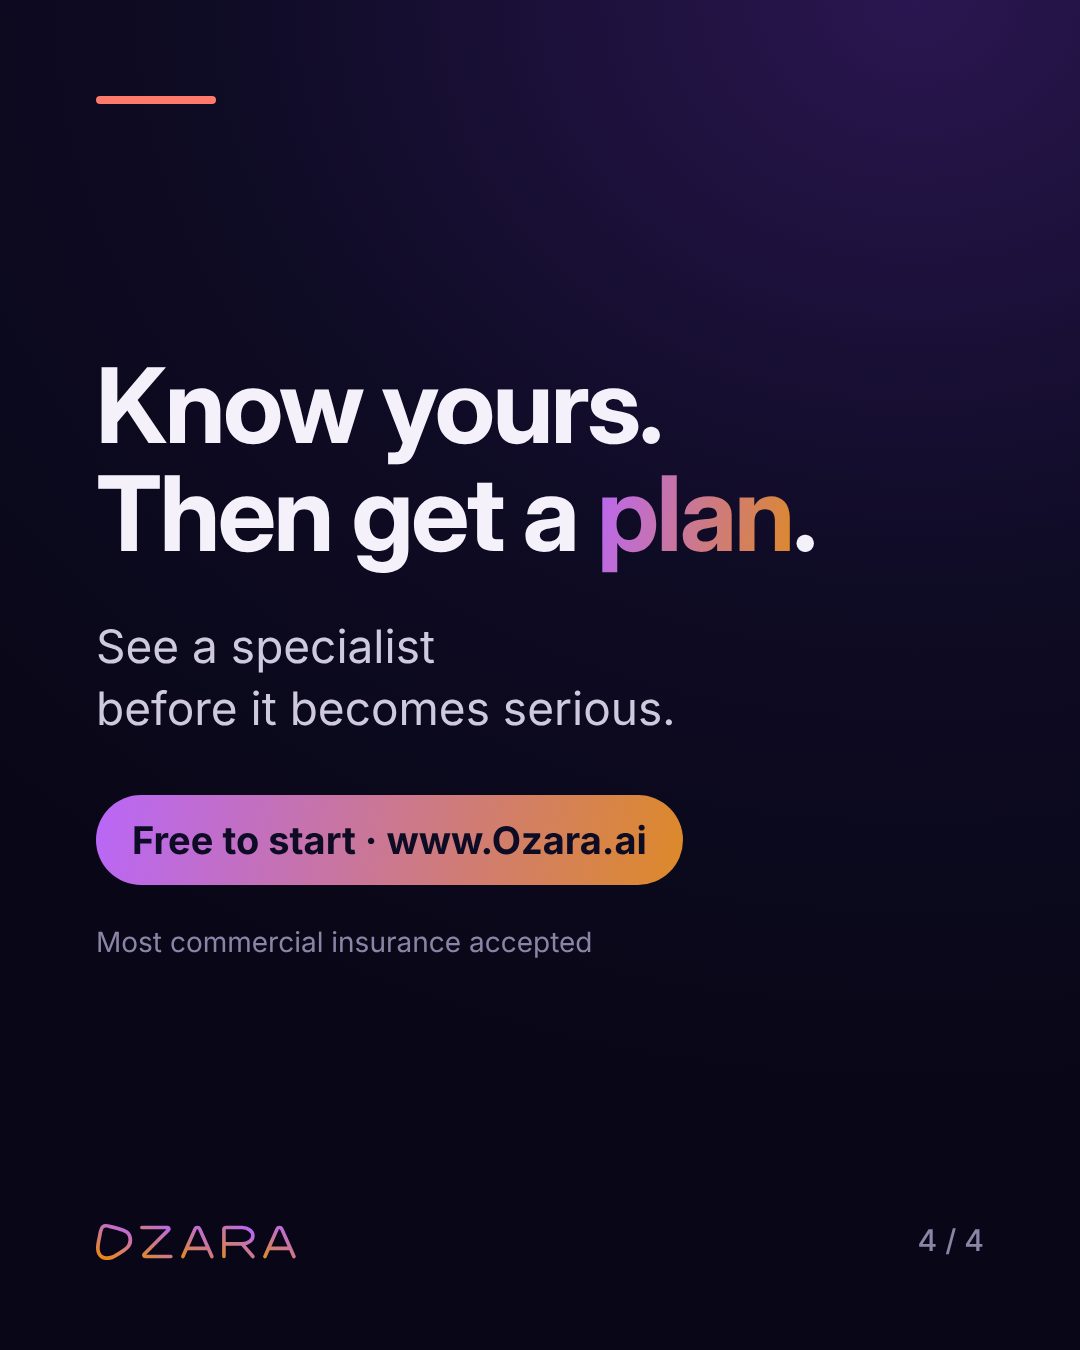 Know yours.
Then get a plan.
See a specialist
before it becomes serious.
Free to start · www.Ozara.ai
Most commercial insurance accepted
OZARA
4 / 4